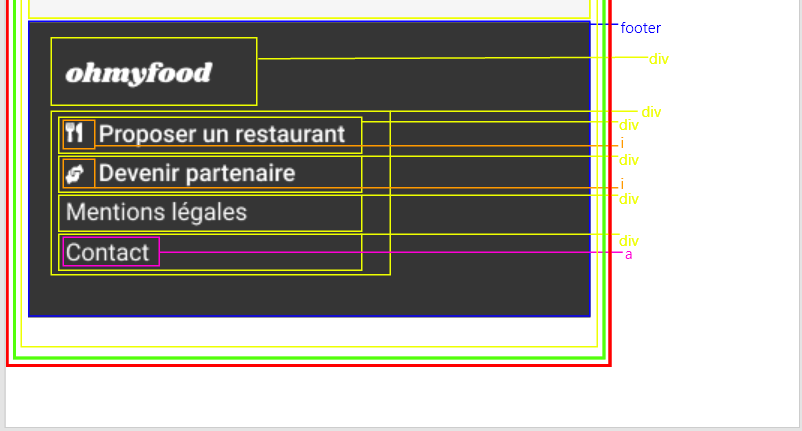 footer
ohmyfood
div
div
Proposer un restaurant
div
i
Devenir partenaire
div
i
Mentions légales
div
Contact
div
a